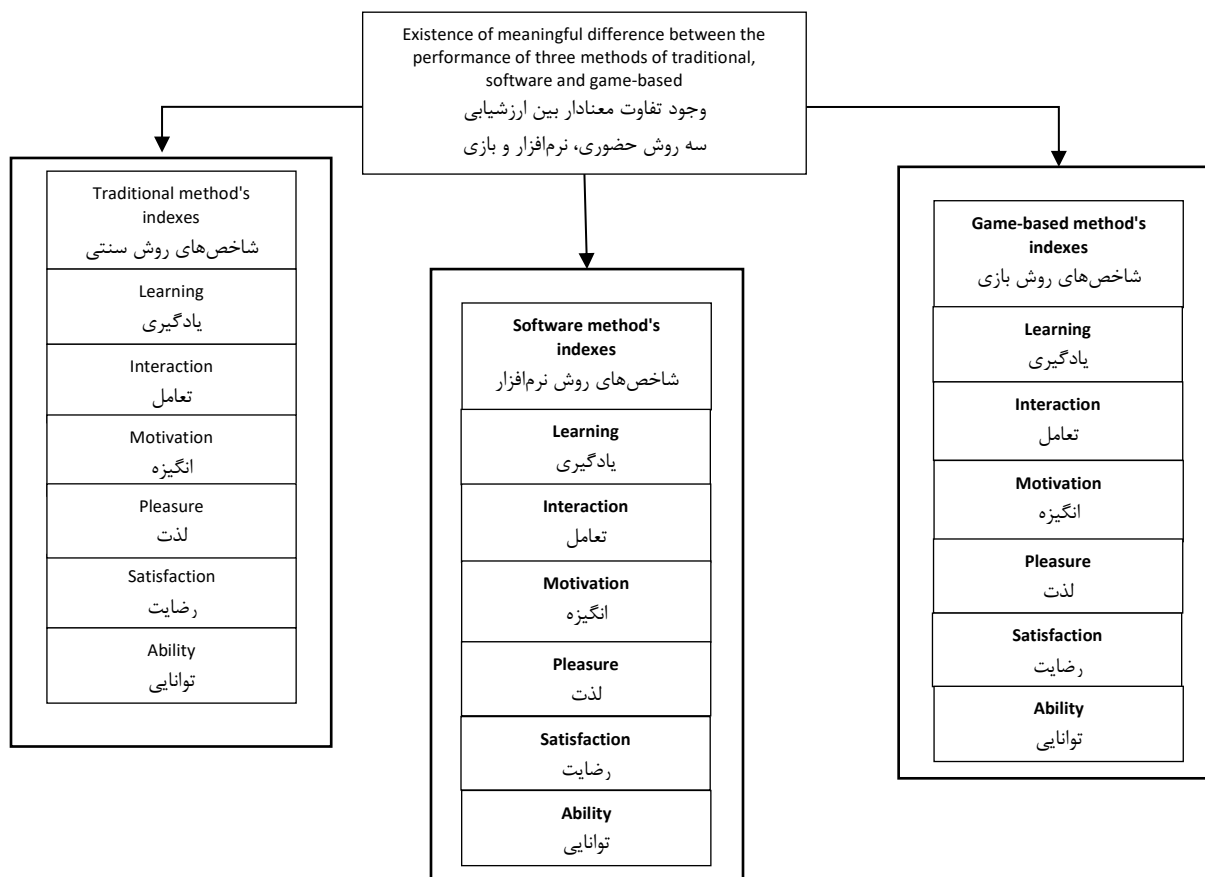 Existence of meaningful difference between the
performance of three methods of traditional,
software and game-based
وجود تفاوت معنادار بین ارزشیابی
سه روش حضوری، نرم‌افزار و بازی
Traditional method's
indexes
شاخص‌های روش سنتی
Learning
یادگیری
Interaction
تعامل
Motivation
انگیزه
Pleasure
لذت
Satisfaction
رضایت
Ability
توانایی
Software method's
indexes
شاخص‌های روش نرم‌افزار
Learning
یادگیری
Interaction
تعامل
Motivation
انگیزه
Pleasure
لذت
Satisfaction
رضایت
Ability
توانایی
Game-based method's
indexes
شاخص‌های روش بازی
Learning
یادگیری
Interaction
تعامل
Motivation
انگیزه
Pleasure
لذت
Satisfaction
رضایت
Ability
توانایی